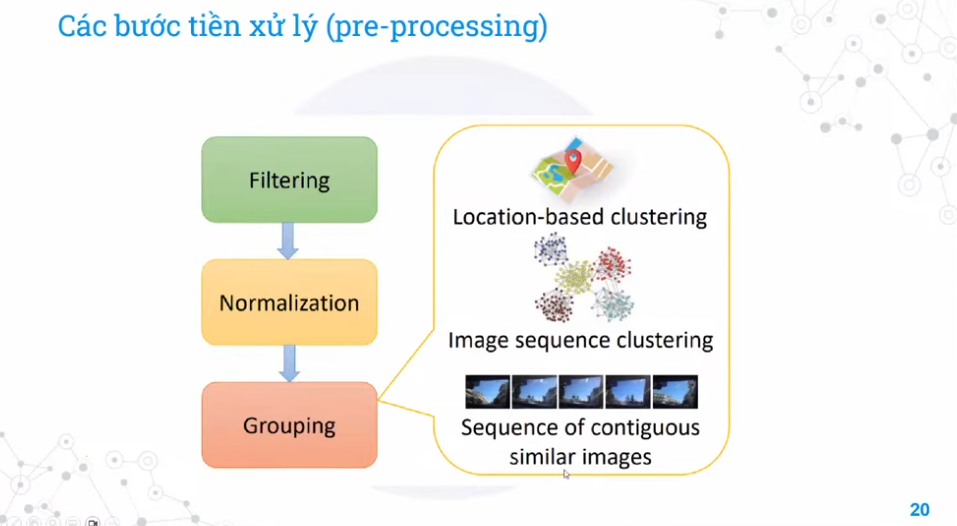 Các bước tiền xử lý (pre-processing)
Filtering
Normalization
Grouping
Location-based clustering
Image sequence clustering
Sequence of contiguous
similar images
20